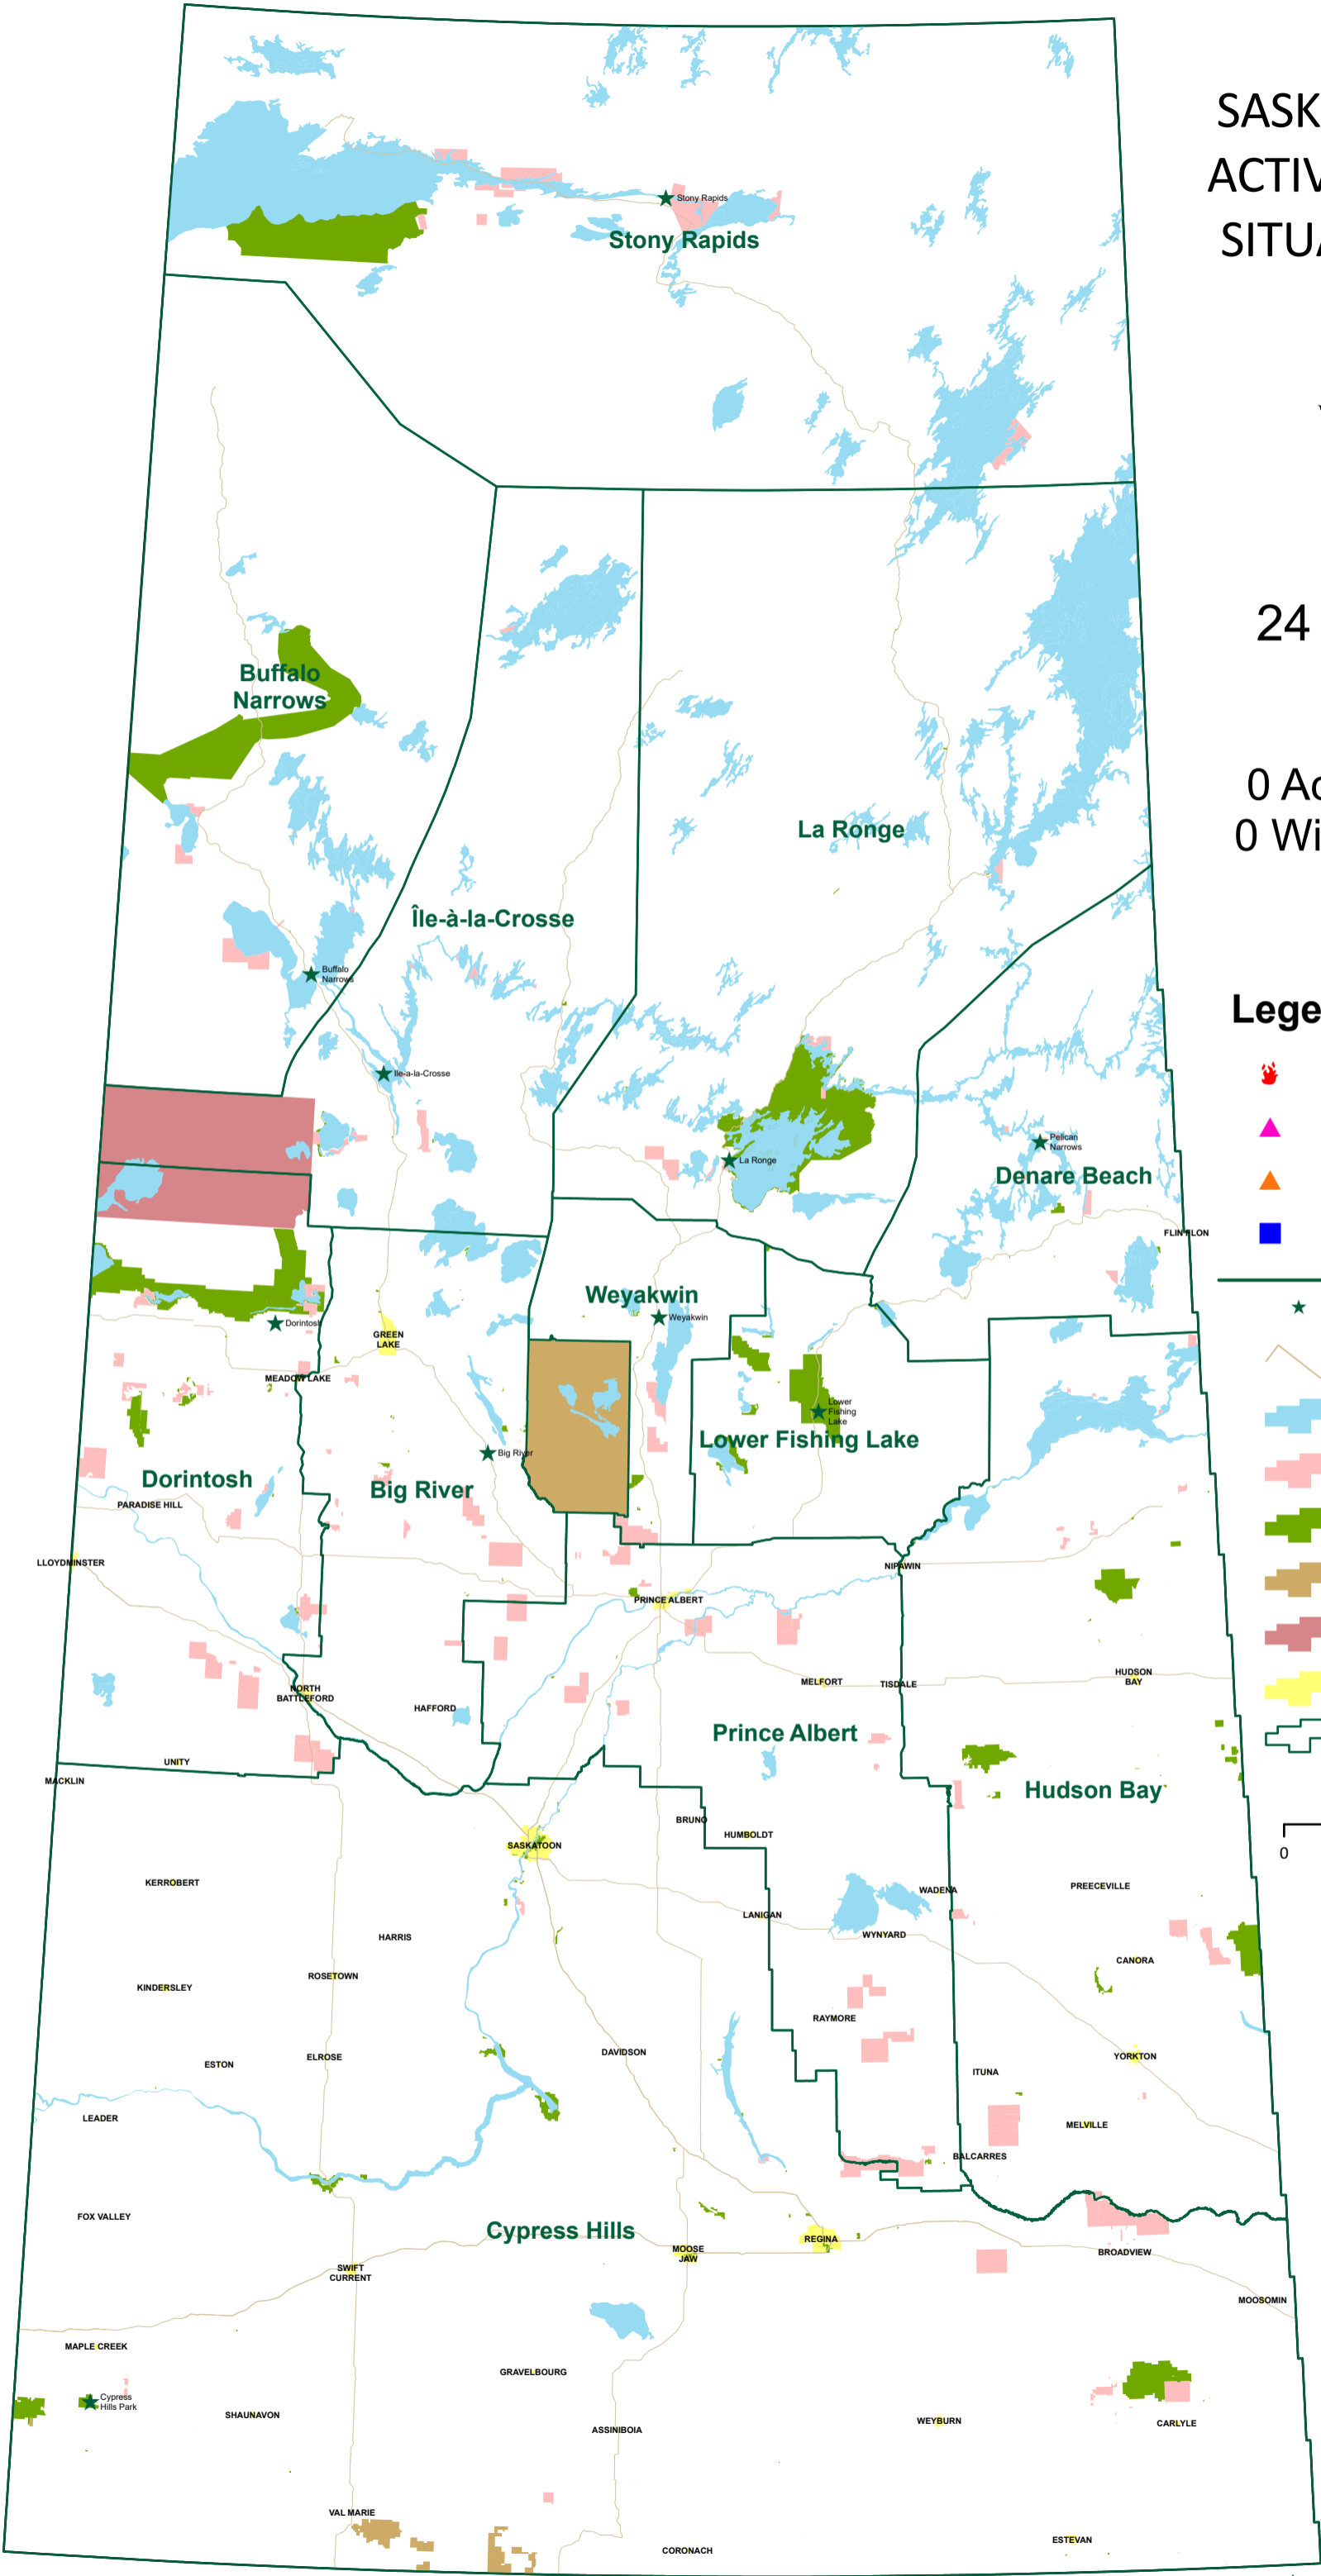 SASK
ACTIV
SITUA
Stony Rapids
Stony Rapids
24
Buffalo
Narrows
0 Ac
0 Wi
La Ronge
Île-à-la-Crosse
Buffalo
Narrows
Lege
Ile-a-la-Crosse
Pelican
Narrows
La Ronge
Denare Beach
FLIN FLON
Weyakwin
Weyakwin
Dorintosh
GREEN
LAKE
MEADOW LAKE
Lower
Fishing
Lake
Lower Fishing Lake
Big River
Dorintosh
Big River
PARADISE HILL
LLOYDMINSTER
NIPAWIN
PRINCE ALBERT
HUDSON
BAY
MELFORT
TISDALE
NORTH
BATTLEFORD
HAFFORD
Prince Albert
UNITY
MACKLIN
Hudson Bay
BRUNO
HUMBOLDT
SASKATOON
0
KERROBERT
PREECEVILLE
WADENA
LANIGAN
WYNYARD
HARRIS
CANORA
ROSETOWN
KINDERSLEY
RAYMORE
DAVIDSON
YORKTON
ELROSE
ESTON
ITUNA
LEADER
MELVILLE
BALCARRES
FOX VALLEY
Cypress Hills
REGINA
MOOSE
JAW
BROADVIEW
SWIFT
CURRENT
MOOSOMIN
MAPLE CREEK
GRAVELBOURG
Cypress
Hills Park
SHAUNAVON
WEYBURN
CARLYLE
ASSINIBOIA
VAL MARIE
ESTEVAN
CORONACH